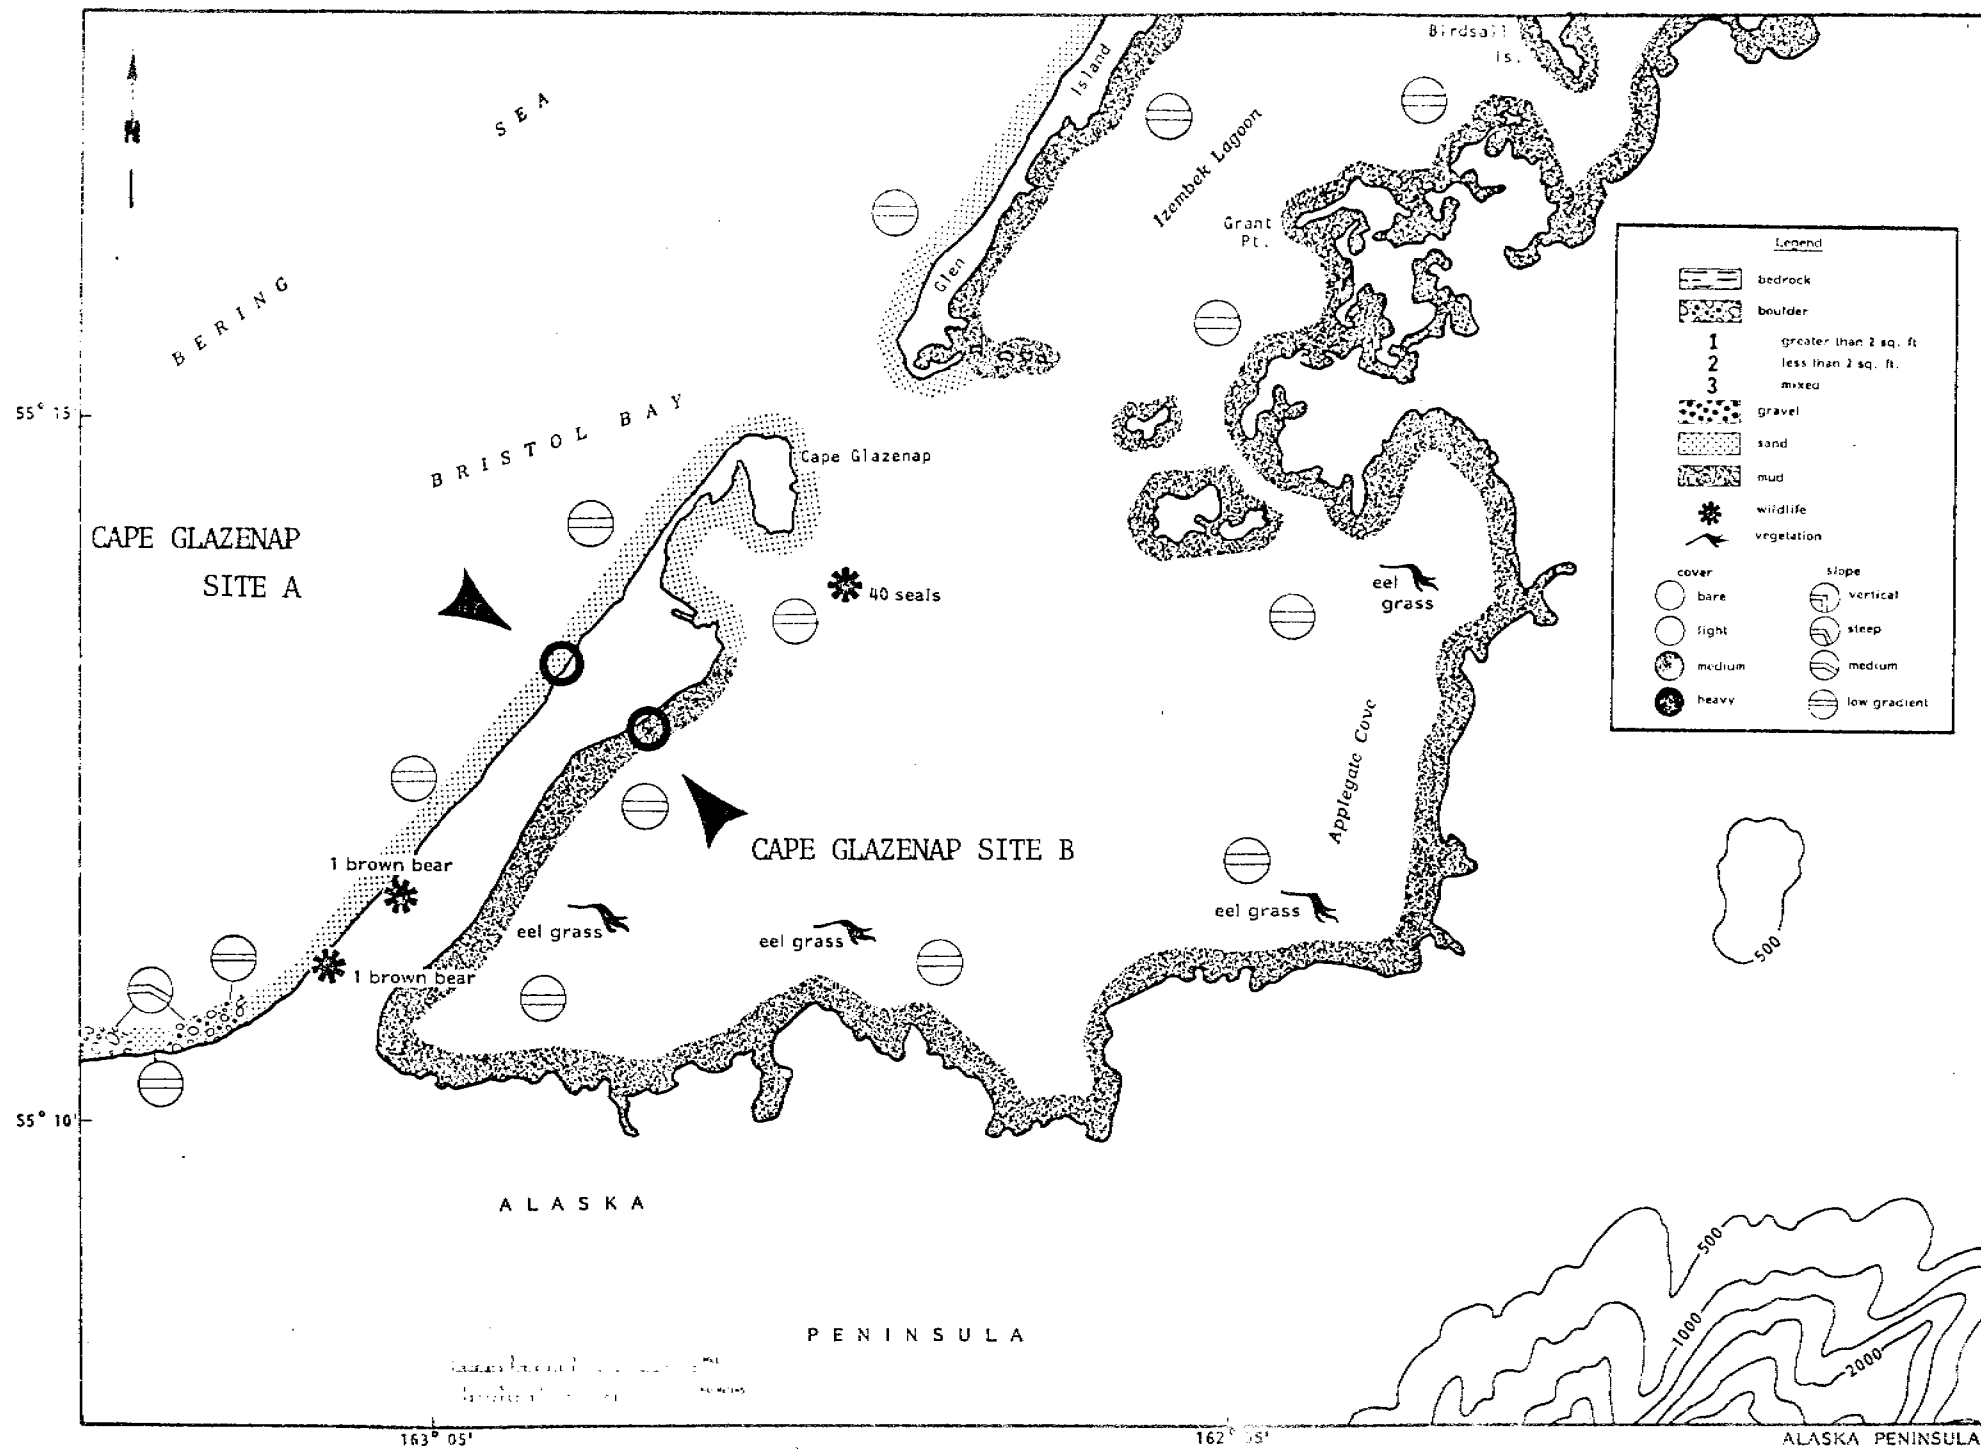 Birdsall
Is.
SEA
Island
Izembek Lagoon
Grant
Pt.
Glen
BERING
N
55° 15'
BRISTOL BAY
Cape Glazenap
CAPE GLAZENAP
SITE A
40 seals
eel
grass
Applegate Cove
CAPE GLAZENAP SITE B
1 brown bear
eel grass
eel grass
eel grass
1 brown bear
500
55° 10'
ALASKA
PENINSULA
500
1000
2000
163° 05'
162° 55'
ALASKA PENINSULA
Legend
bedrock
boulder
1 greater than 2 sq. ft
2 less than 2 sq. ft.
3 mixed
gravel
sand
mud
wildlife
vegetation
cover slope
bare vertical
light steep
medium medium
heavy low gradient